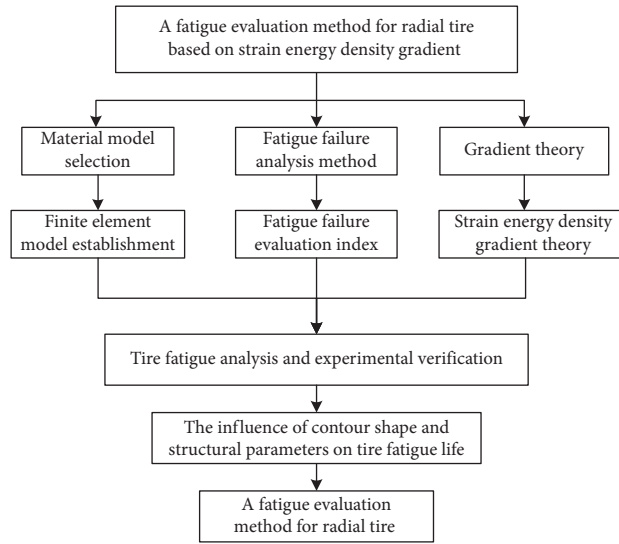 A fatigue evaluation method for radial tire
based on strain energy density gradient
Material model
selection
Fatigue failure
analysis method
Gradient theory
Finite element
model establishment
Fatigue failure
evaluation index
Strain energy density
gradient theory
Tire fatigue analysis and experimental verification
The influence of contour shape and
structural parameters on tire fatigue life
A fatigue evaluation
method for radial tire